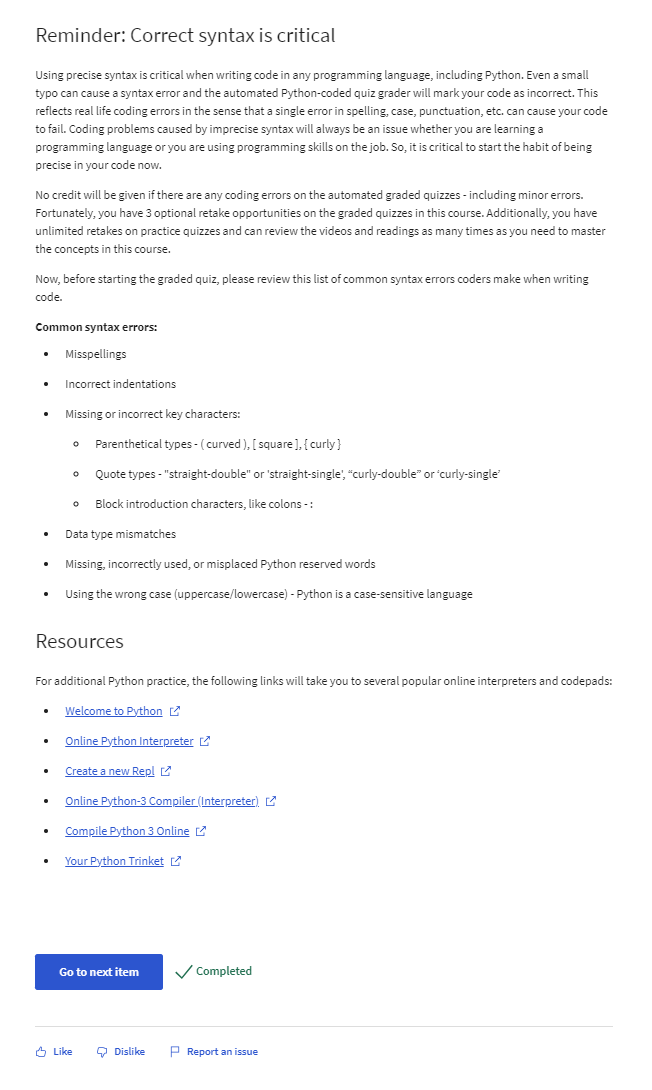 Reminder: Correct syntax is critical
Using precise syntax is critical when writing code in any programming language, including Python. Even a small
typo can cause a syntax error and the automated Python-coded quiz grader will mark your code as incorrect. This
reflects real life coding errors in the sense that a single error in spelling, case, punctuation, etc. can cause your code
to fail. Coding problems caused by imprecise syntax will always be an issue whether you are learning a
programming language or you are using programming skills on the job. So, it is critical to start the habit of being
precise in your code now.
No credit will be given if there are any coding errors on the automated graded quizzes - including minor errors.
Fortunately, you have 3 optional retake opportunities on the graded quizzes in this course. Additionally, you have
unlimited retakes on practice quizzes and can review the videos and readings as many times as you need to master
the concepts in this course.
Now, before starting the graded quiz, please review this list of common syntax errors coders make when writing
code.
Common syntax errors:
• Misspellings
• Incorrect indentations
• Missing or incorrect key characters:
◦ Parenthetical types - ( curved ), [ square ], { curly }
◦ Quote types - "straight-double" or 'straight-single', “curly-double” or ‘curly-single’
◦ Block introduction characters, like colons - :
• Data type mismatches
• Missing, incorrectly used, or misplaced Python reserved words
• Using the wrong case (uppercase/lowercase) - Python is a case-sensitive language
Resources
For additional Python practice, the following links will take you to several popular online interpreters and codepads:
• Welcome to Python
• Online Python Interpreter
• Create a new Repl
• Online Python-3 Compiler (Interpreter)
• Compile Python 3 Online
• Your Python Trinket
Go to next item
Completed
Like Dislike Report an issue